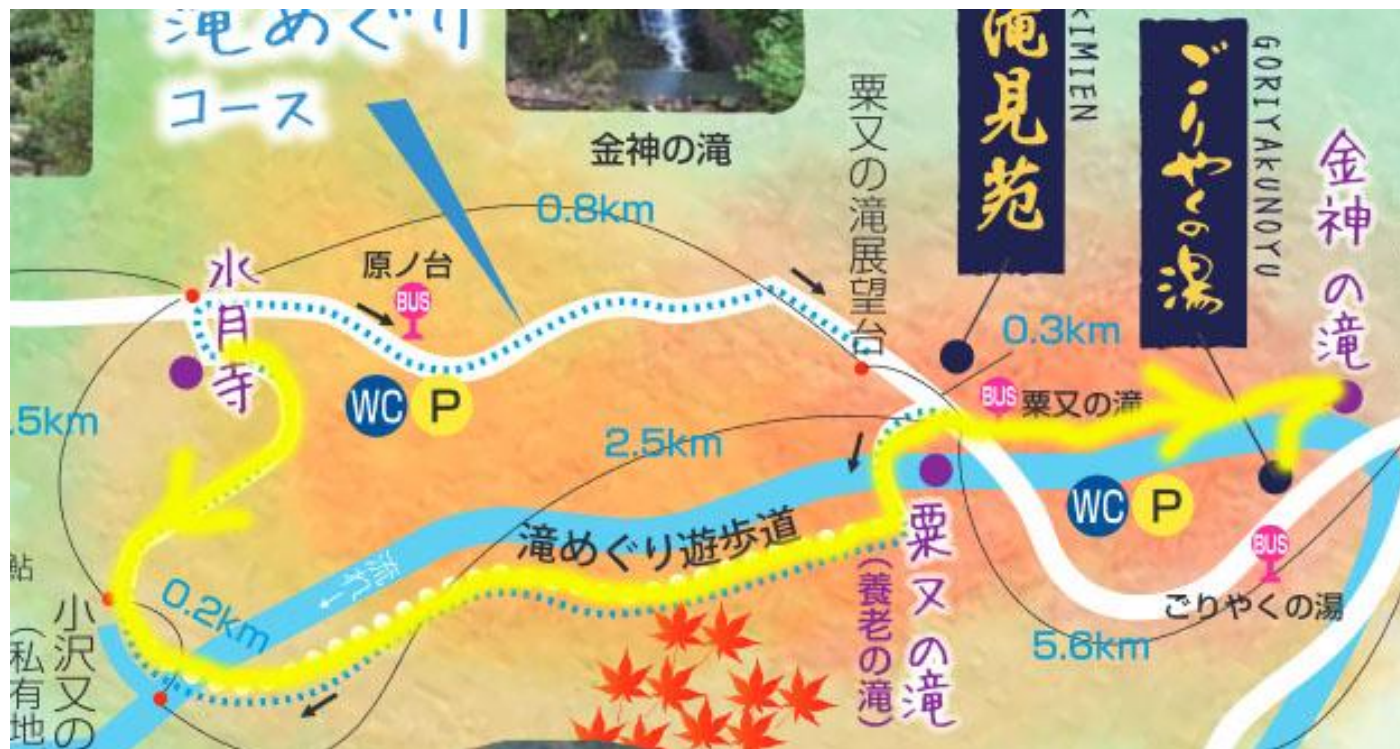 滝めぐり
コース
金神の滝
粟又の滝展望台
滝見苑
KIMIEN
ごりやくの湯
GORIYAKUNOYU
金神の滝
0.8km
水月寺
原ノ台
BUS
0.3km
WC
P
.5km
2.5km
BUS
粟又の滝
WC
P
滝めぐり遊歩道
粟又の滝
(養老の滝)
BUS
ごりやくの湯
流れ
鮎
0.2km
小沢又の
(私有地
5.6km